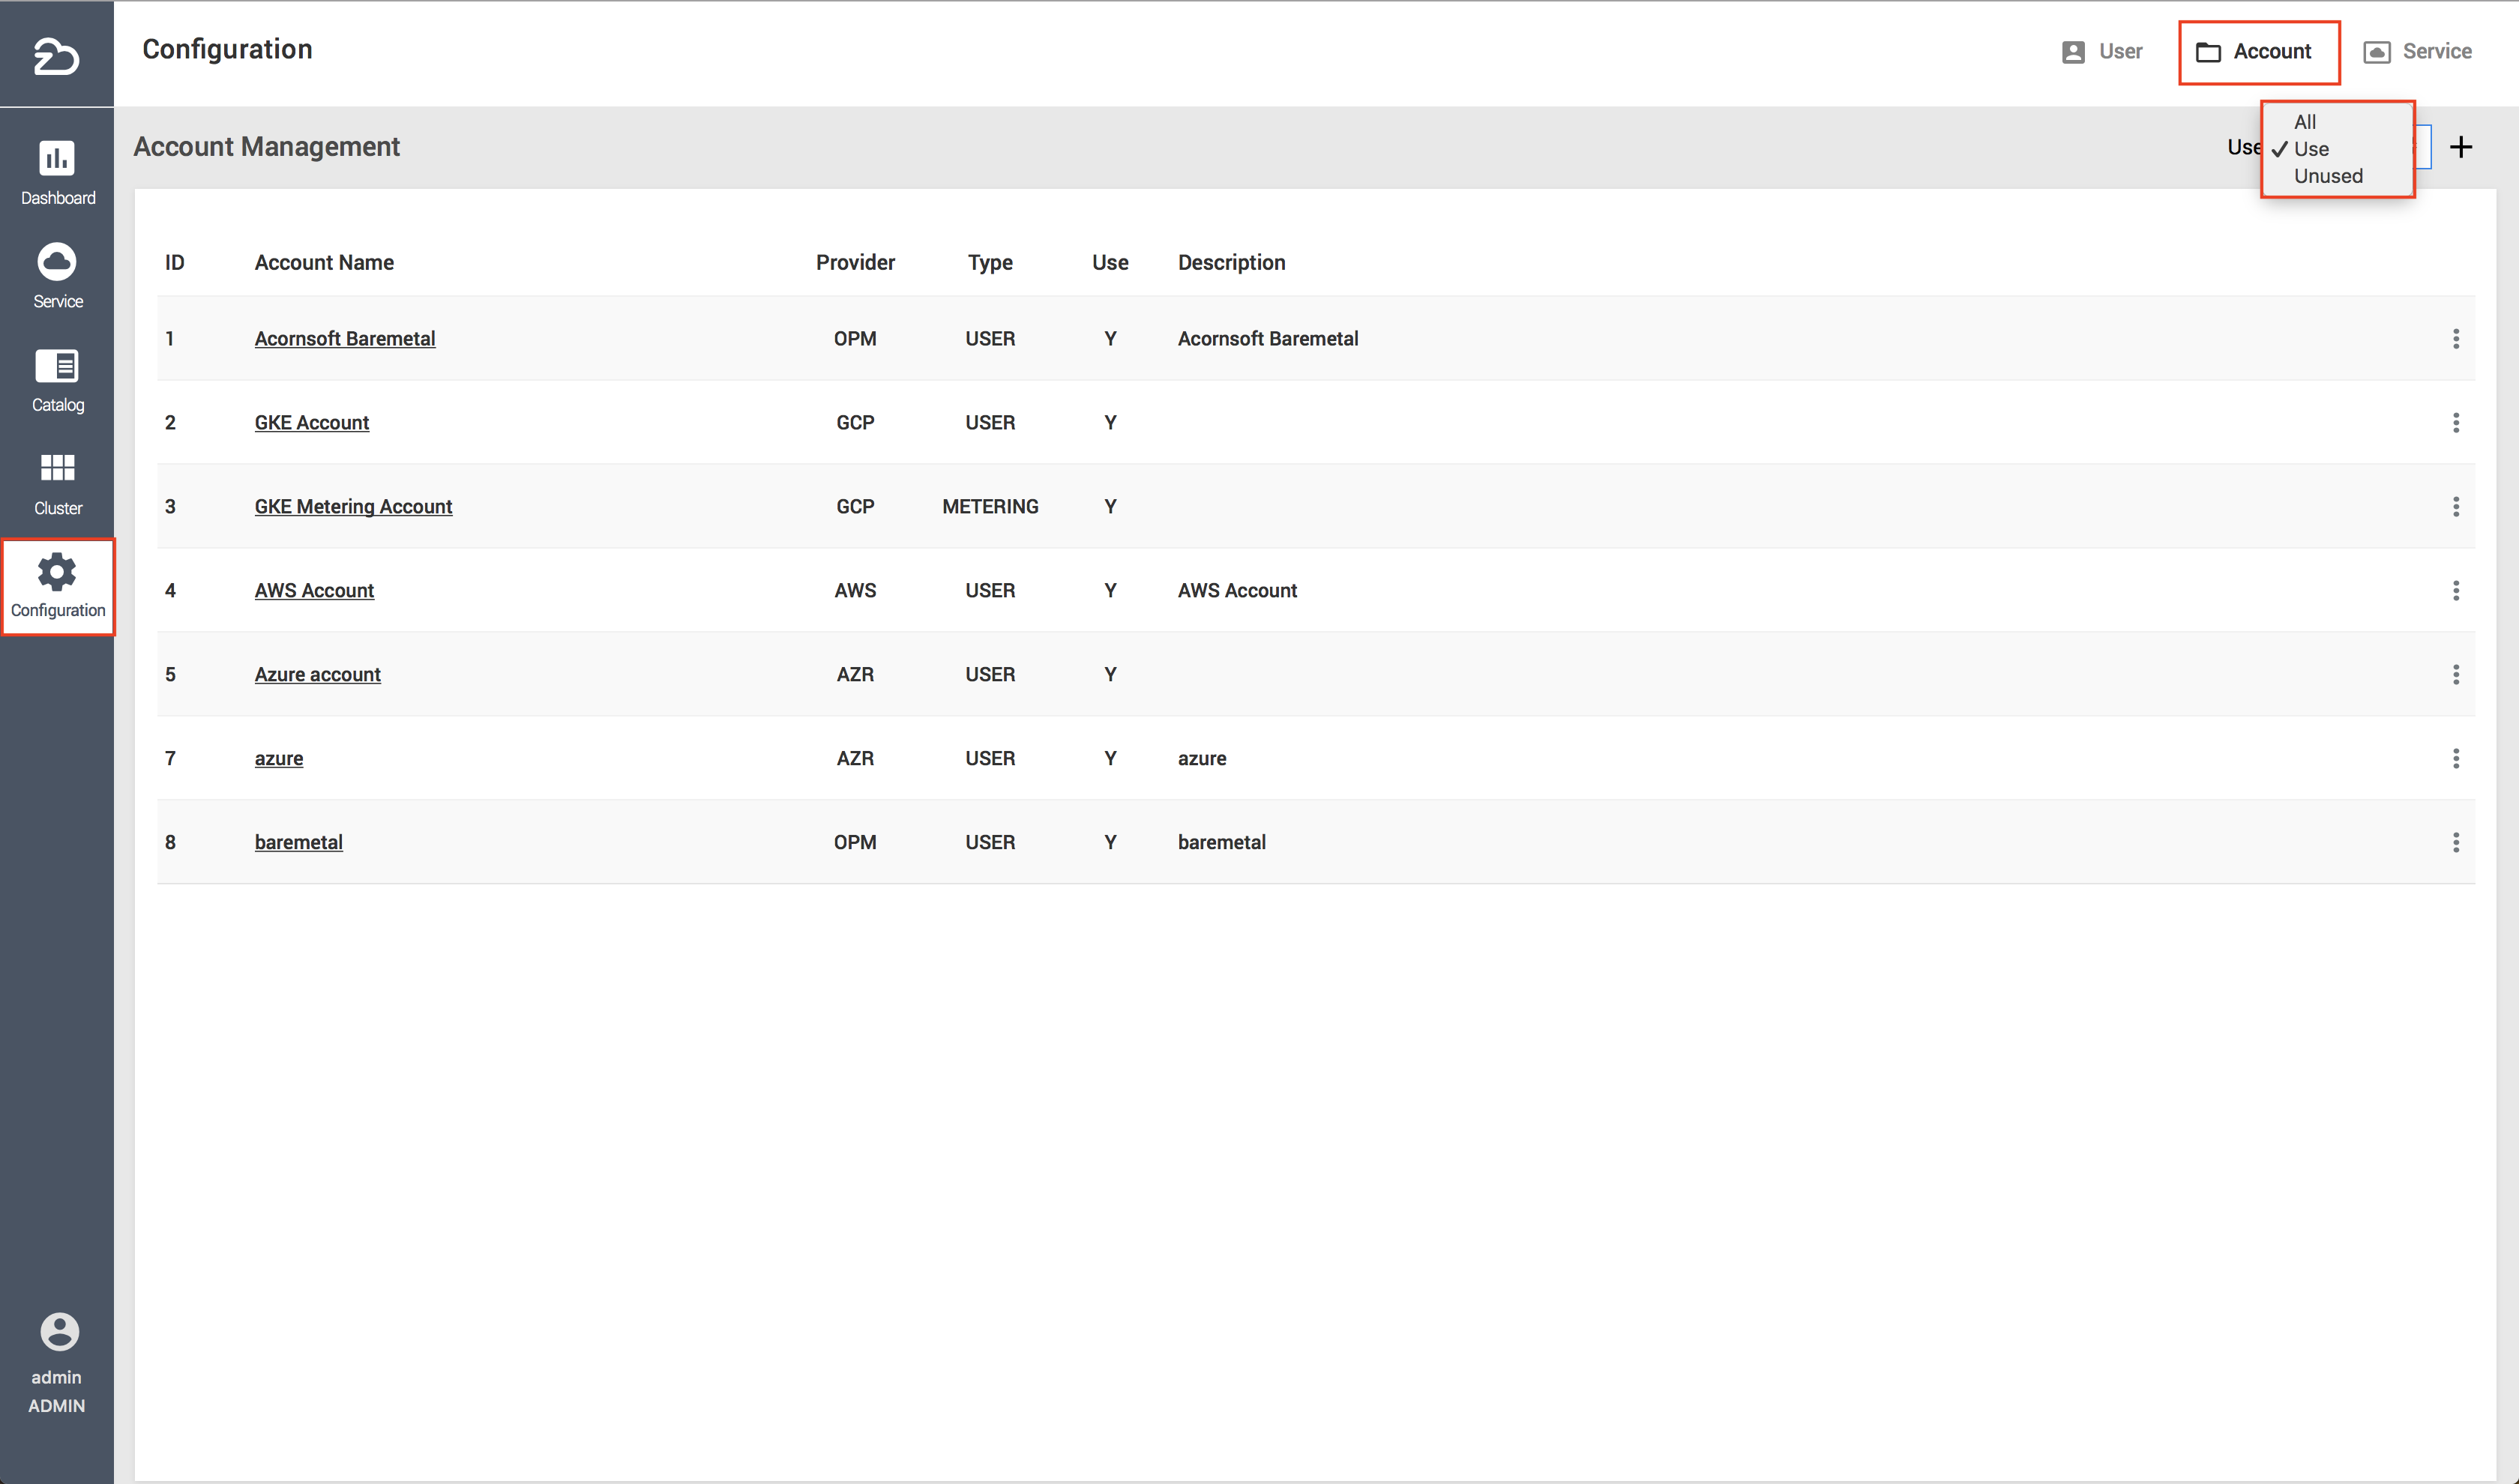 Configuration
User
Account
Service
Dashboard
Service
Catalog
Cluster
Configuration
admin
ADMIN
Account Management
Use
All
✓ Use
Unused
ID Account Name Provider Type Use Description
1 Acornsoft Baremetal OPM USER Y Acornsoft Baremetal
2 GKE Account GCP USER Y
3 GKE Metering Account GCP METERING Y
4 AWS Account AWS USER Y AWS Account
5 Azure account AZR USER Y
7 azure AZR USER Y azure
8 baremetal OPM USER Y baremetal